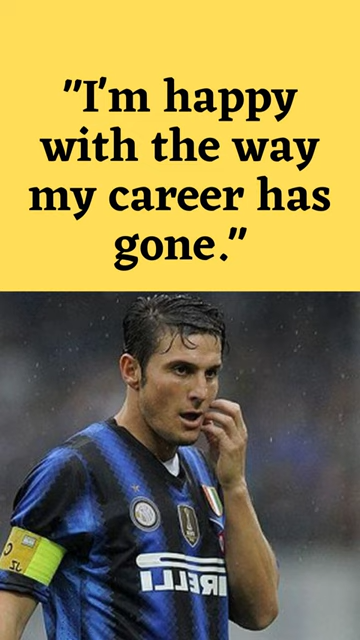 "I'm happy
with the way
my career has
gone."
IRELLI